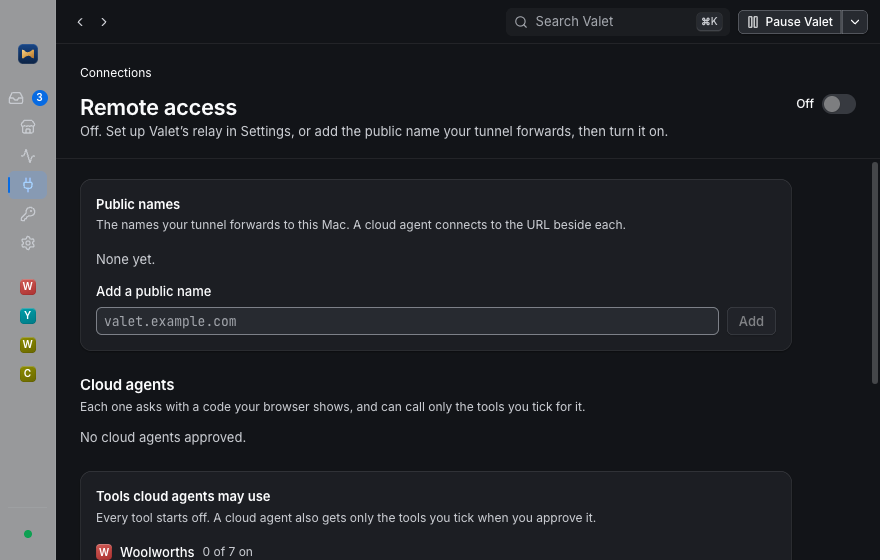 Search Valet
⌘K
Pause Valet
Connections
3
Remote access
Off
Off. Set up Valet’s relay in Settings, or add the public name your tunnel forwards, then turn it on.
Public names
The names your tunnel forwards to this Mac. A cloud agent connects to the URL beside each.
None yet.
Add a public name
valet.example.com
Add
W
Y
W
C
Cloud agents
Each one asks with a code your browser shows, and can call only the tools you tick for it.
No cloud agents approved.
Tools cloud agents may use
Every tool starts off. A cloud agent also gets only the tools you tick when you approve it.
W Woolworths 0 of 7 on